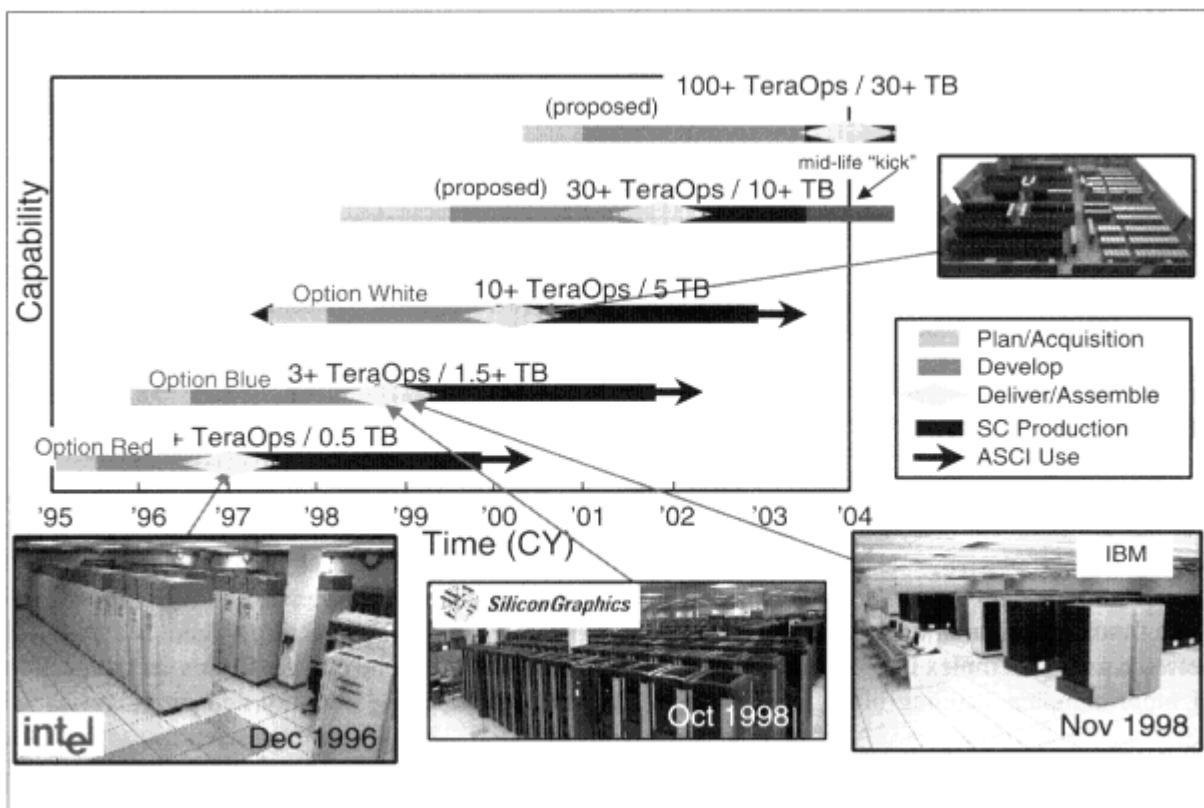 100+ TeraOps / 30+ TB
(proposed)
mid-life "kick"
(proposed)
30+ TeraOps / 10+ TB
Capability
Option White
10+ TeraOps / 5 TB
Plan/Acquisition
Develop
Deliver/Assemble
SC Production
ASCI Use
Option Blue
3+ TeraOps / 1.5+ TB
Option Red
+ TeraOps / 0.5 TB
'95 '96 '97 '98 '99 '00 '01 '02 '03 '04
Time (CY)
intel
Dec 1996
SiliconGraphics
Oct 1998
IBM
Nov 1998